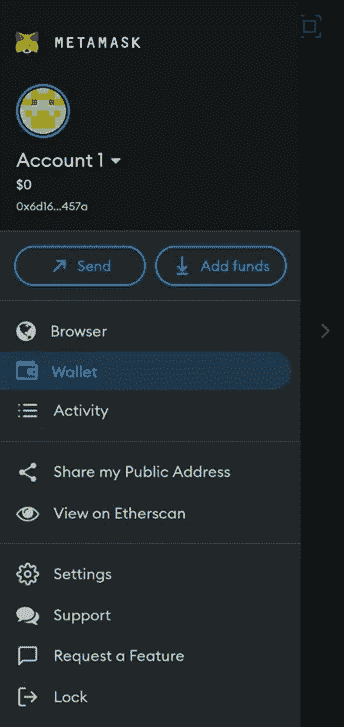 METAMASK
Account 1
$0
0x6d16...457a
Send
Add funds
Browser
Wallet
Activity
Share my Public Address
View on Etherscan
Settings
Support
Request a Feature
Lock